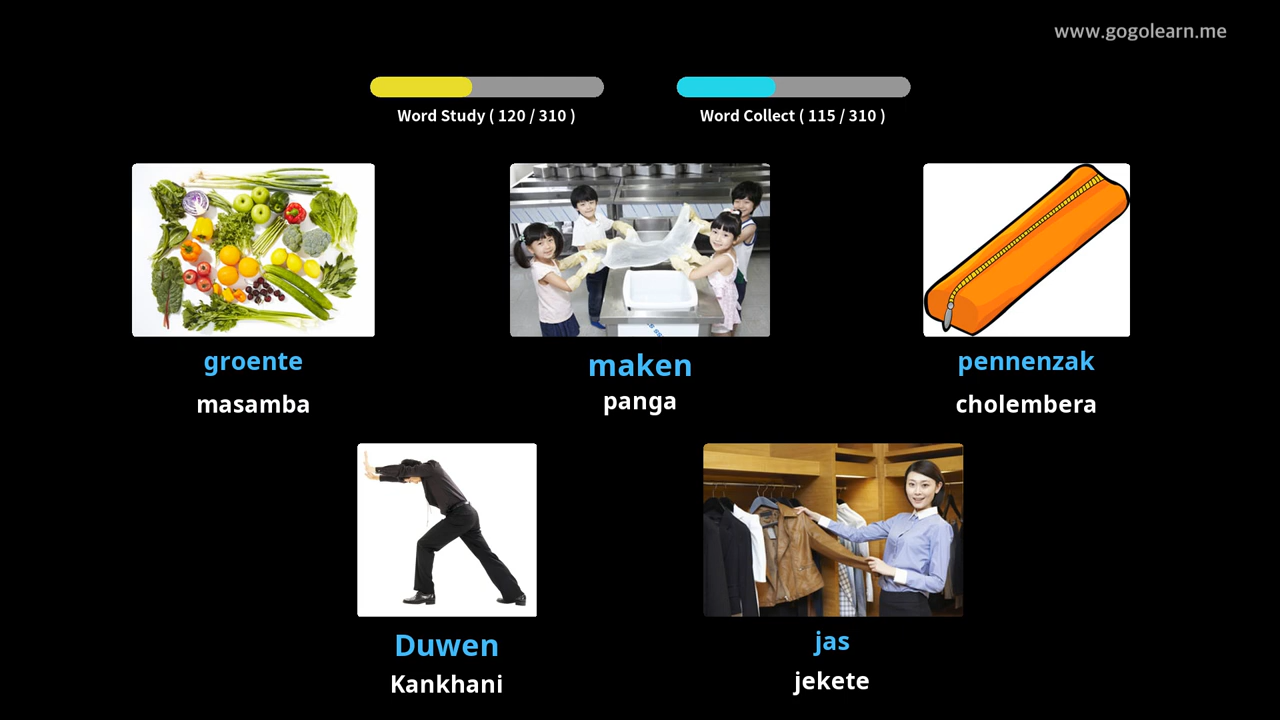 www.gogolearn.me
Word Study ( 120 / 310 )
Word Collect ( 115 / 310 )
groente
masamba
maken
panga
pennenzak
cholembera
Duwen
Kankhani
jas
jekete